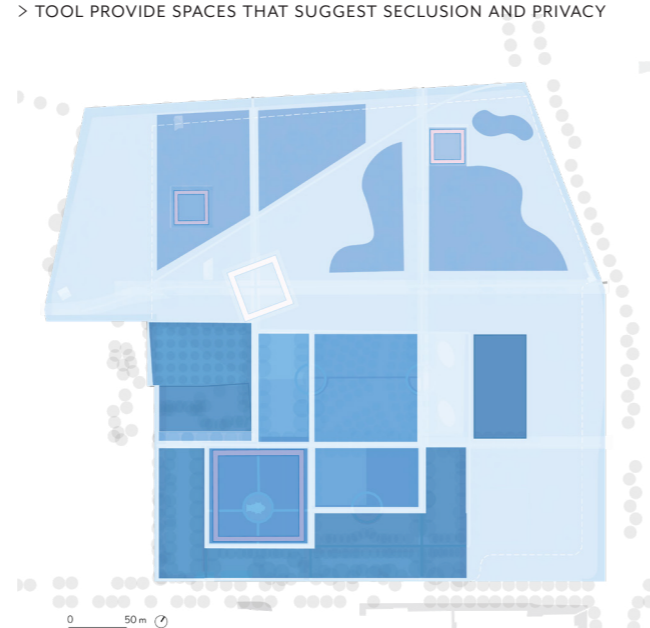 > TOOL PROVIDE SPACES THAT SUGGEST SECLUSION AND PRIVACY
0 50 m